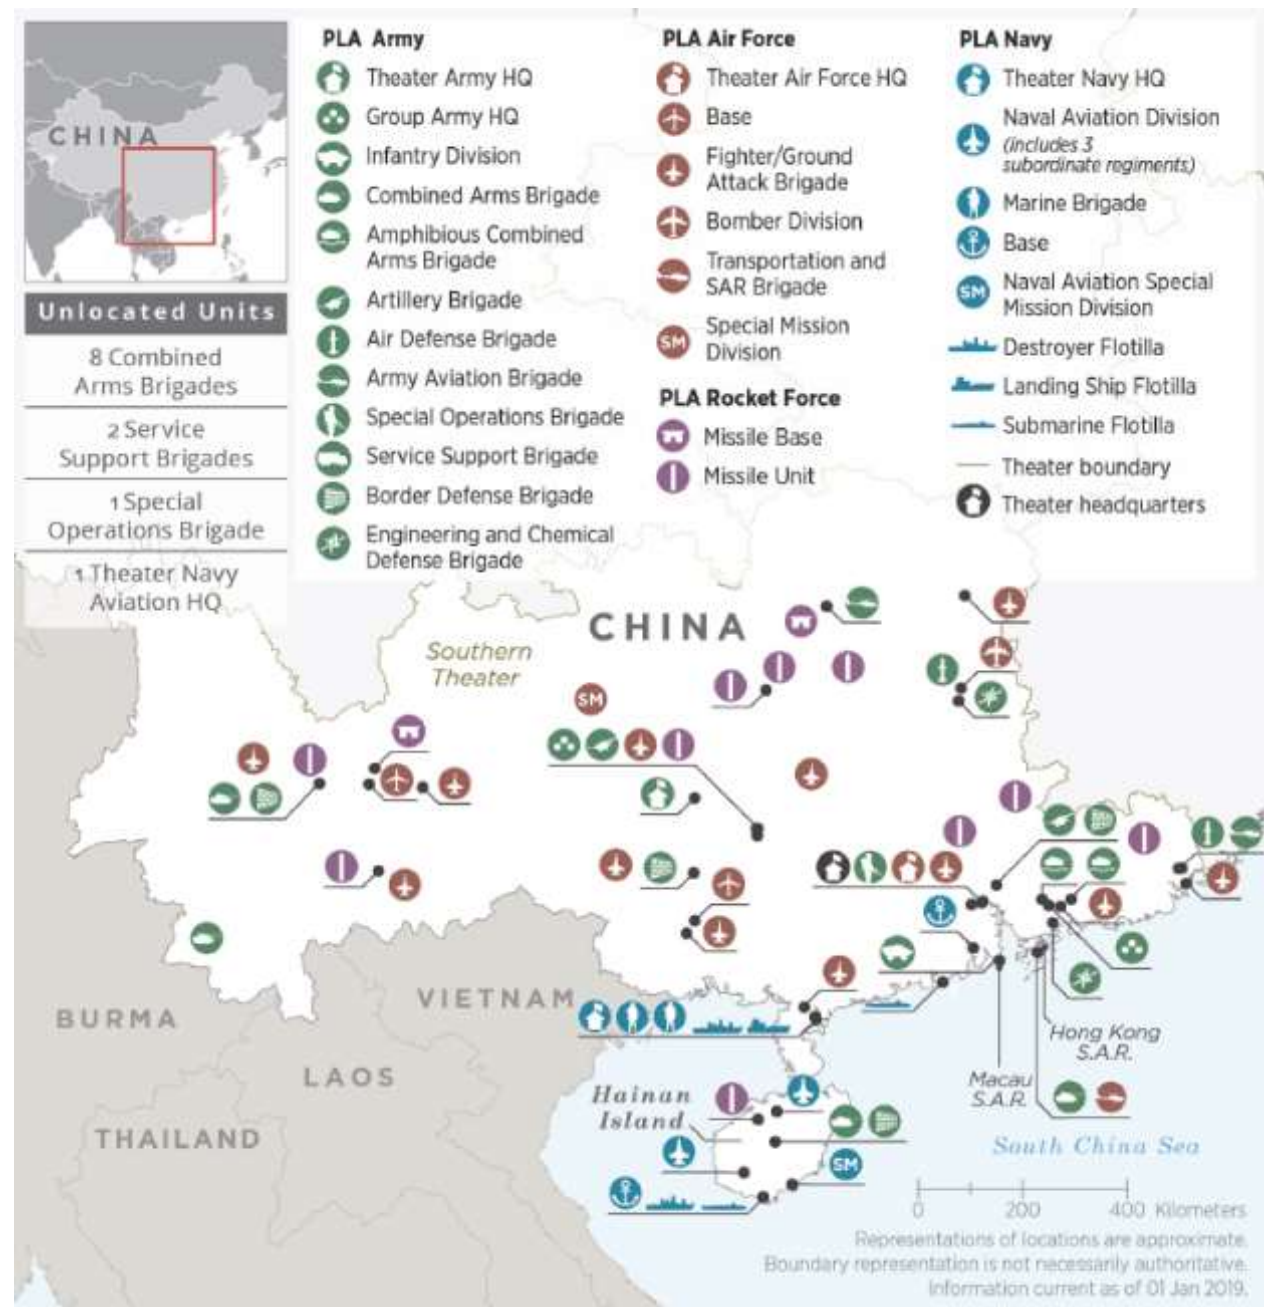 CHINA
Unlocated Units
8 Combined
Arms Brigades
2 Service
Support Brigades
1 Special
Operations Brigade
1 Theater Navy
Aviation HQ
PLA Army
Theater Army HQ
Group Army HQ
Infantry Division
Combined Arms Brigade
Amphibious Combined
Arms Brigade
Artillery Brigade
Air Defense Brigade
Army Aviation Brigade
Special Operations Brigade
Service Support Brigade
Border Defense Brigade
Engineering and Chemical
Defense Brigade
PLA Air Force
Theater Air Force HQ
Base
Fighter/Ground
Attack Brigade
Bomber Division
Transportation and
SAR Brigade
SM
Special Mission
Division
PLA Rocket Force
Missile Base
Missile Unit
PLA Navy
Theater Navy HQ
Naval Aviation Division
(includes 3
subordinate regiments)
Marine Brigade
Base
SM
Naval Aviation Special
Mission Division
Destroyer Flotilla
Landing Ship Flotilla
Submarine Flotilla
Theater boundary
Theater headquarters
CHINA
Southern
Theater
SM
VIETNAM
BURMA
LAOS
THAILAND
Hong Kong
S.A.R.
Macau
S.A.R.
Hainan
Island
SM
South China Sea
0 200 400 Kilometers
Representations of locations are approximate.
Boundary representation is not necessarily authoritative.
Information current as of 01 Jan 2019.